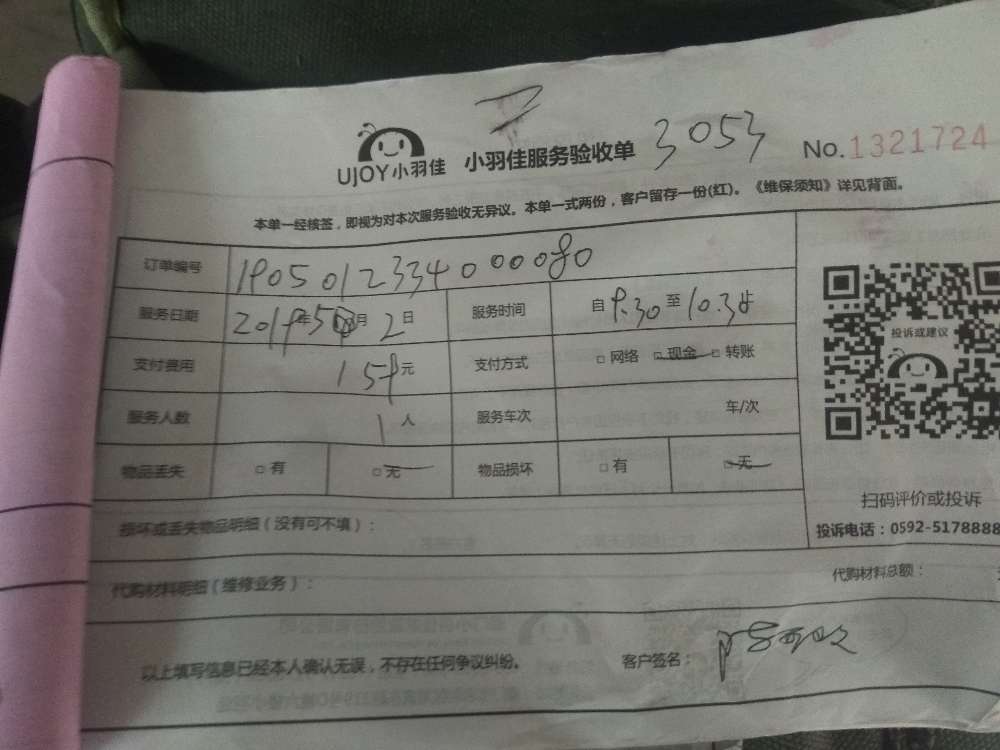 UJOY小羽佳 小羽佳服务验收单 3053 No.1321724
本单一经核签，即视为对本次服务验收无异议。本单一式两份，客户留存一份(红)。《维保须知》详见背面。
订单编号 1905012334000080
服务日期 2019年5月2日 服务时间 自9.30至10.35
支付费用 159元 支付方式 □网络 □现金 □转账
服务人数 1人 服务车次 车/次
物品丢失 □有 □无 物品损坏 □有 □无
投诉或建议
扫码评价或投诉
投诉电话：0592-5178888
损坏或丢失物品明细（没有可不填）：
代购材料明细（维修业务）： 代购材料总额：
以上填写信息已经本人确认无误，不存在任何争议纠纷。 客户签名：